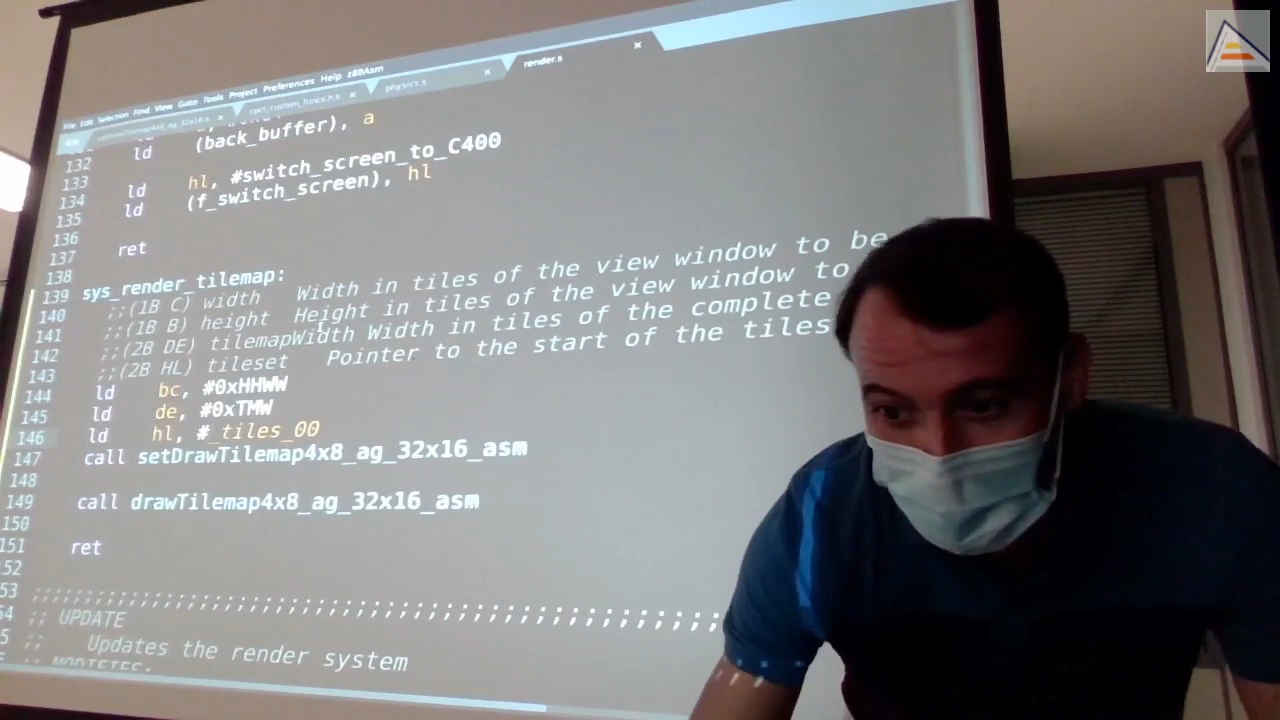 File Edit Selection Find View Goto Tools Project Preferences Help z80Asm
physics.s
render.s
132 ld (back_buffer), a
133
134 ld hl, #switch_screen_to_C400
135 ld (f_switch_screen), hl
136
137 ret
138
139 sys_render_tilemap:
140 ;;(1B C) width Width in tiles of the view window to be
141 ;;(1B B) height Height in tiles of the view window to
142 ;;(2B DE) tilemapWidth Width in tiles of the complete
143 ;;(2B HL) tileset Pointer to the start of the tiles
144 ld bc, #0xHHWW
145 ld de, #0xTMW
146 ld hl, #_tiles_00
147 call setDrawTilemap4x8_ag_32x16_asm
148
149 call drawTilemap4x8_ag_32x16_asm
150
151 ret
52
53 ;;;;;;;;;;;;;;;;;;;;;;;;;;;;;;;;;;;;;;;;;;;;;
54 ;; UPDATE
5 ;; Updates the render system